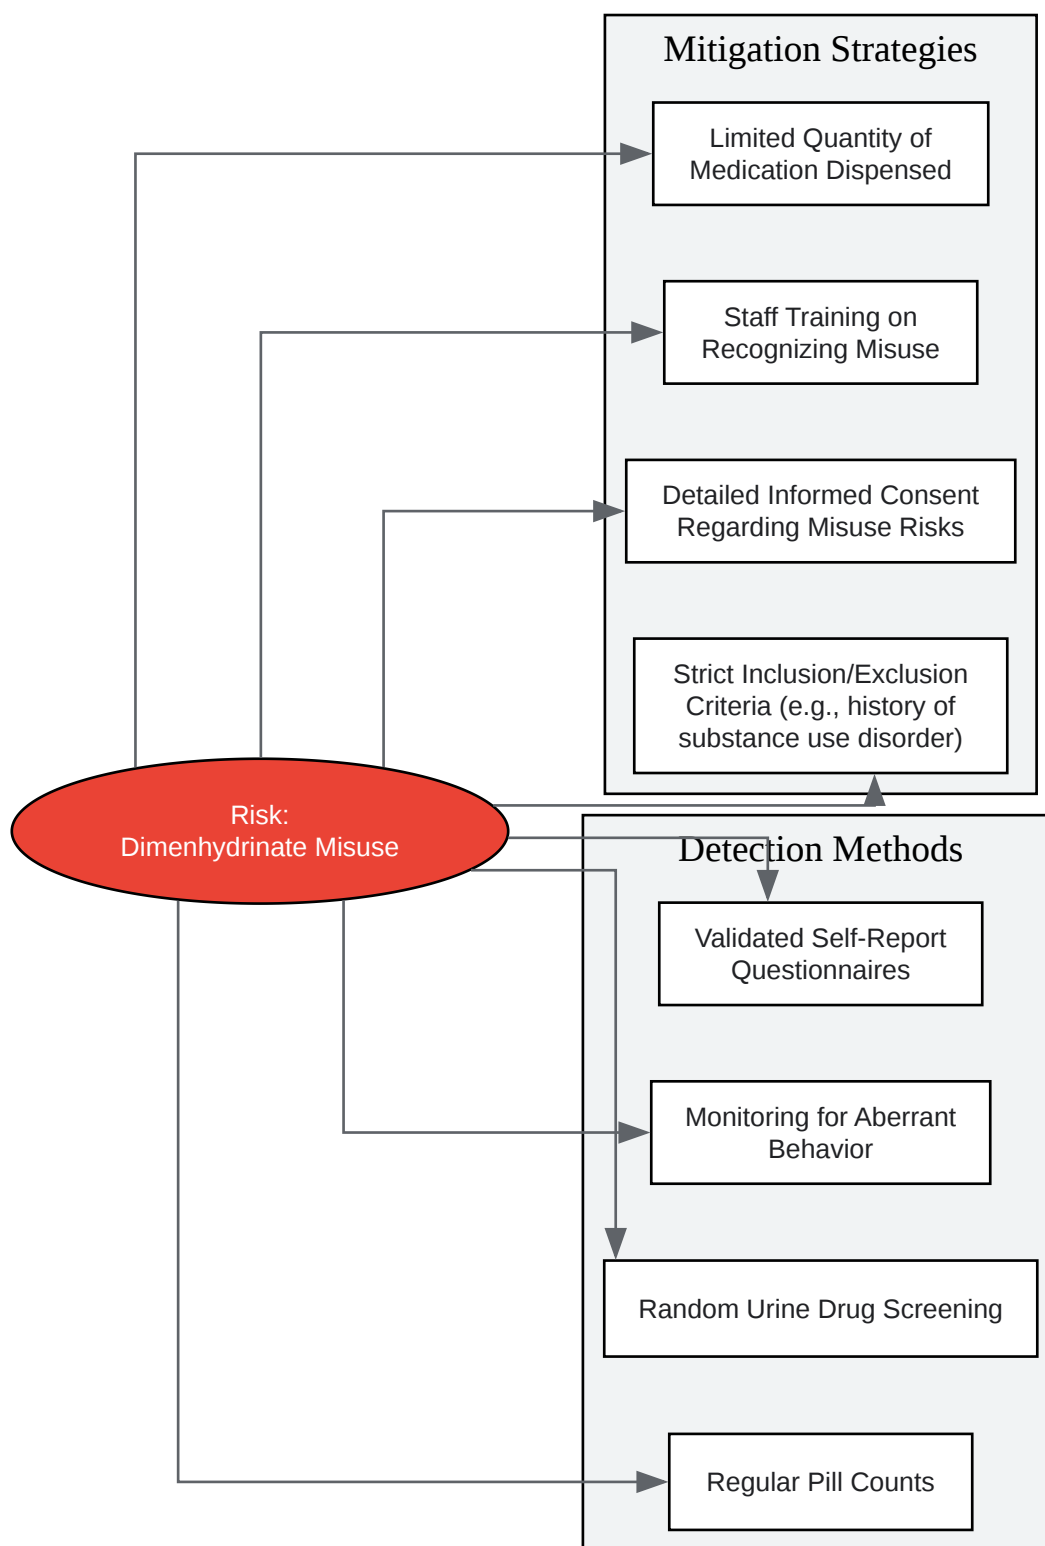 Mitigation Strategies
Limited Quantity of
Medication Dispensed
Staff Training on
Recognizing Misuse
Detailed Informed Consent
Regarding Misuse Risks
Strict Inclusion/Exclusion
Criteria (e.g., history of
substance use disorder)
Risk:
Dimenhydrinate Misuse
Detection Methods
Validated Self-Report
Questionnaires
Monitoring for Aberrant
Behavior
Random Urine Drug Screening
Regular Pill Counts